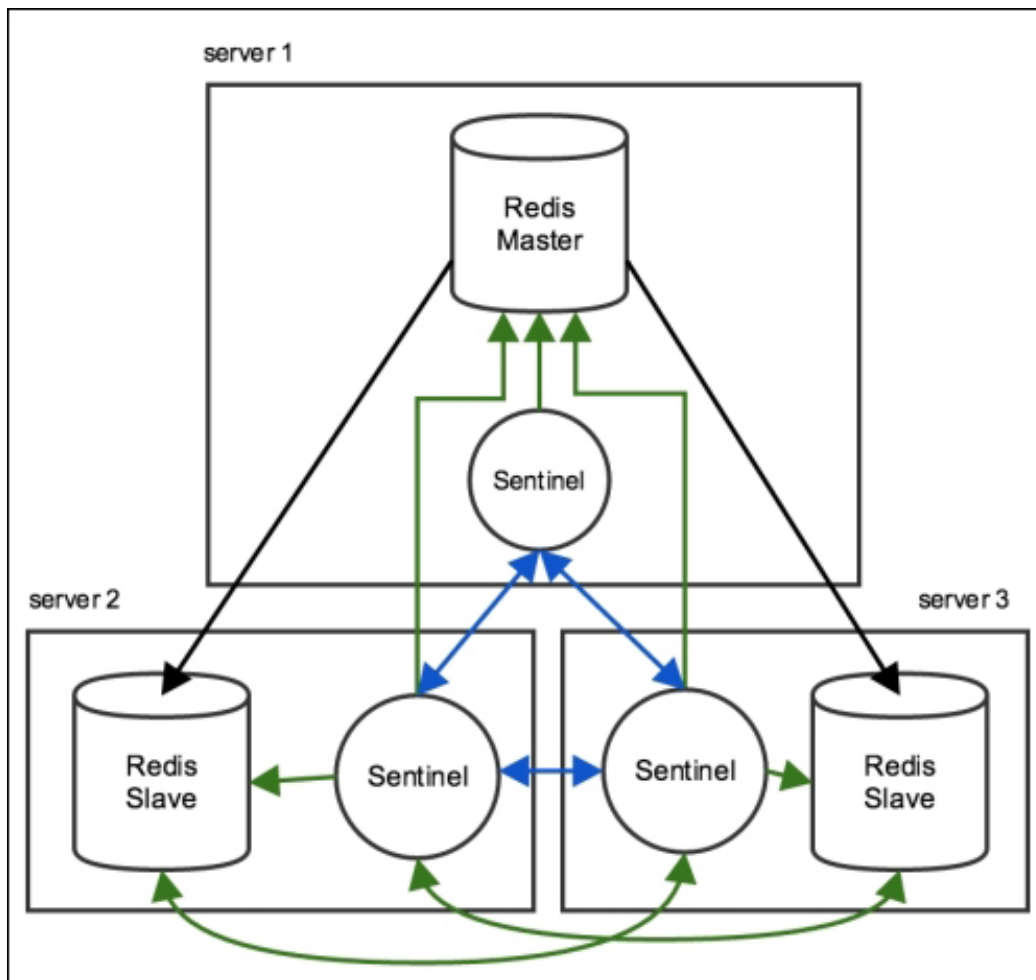 server 1
Redis
Master
Sentinel
server 2
server 3
Redis
Slave
Sentinel
Sentinel
Redis
Slave